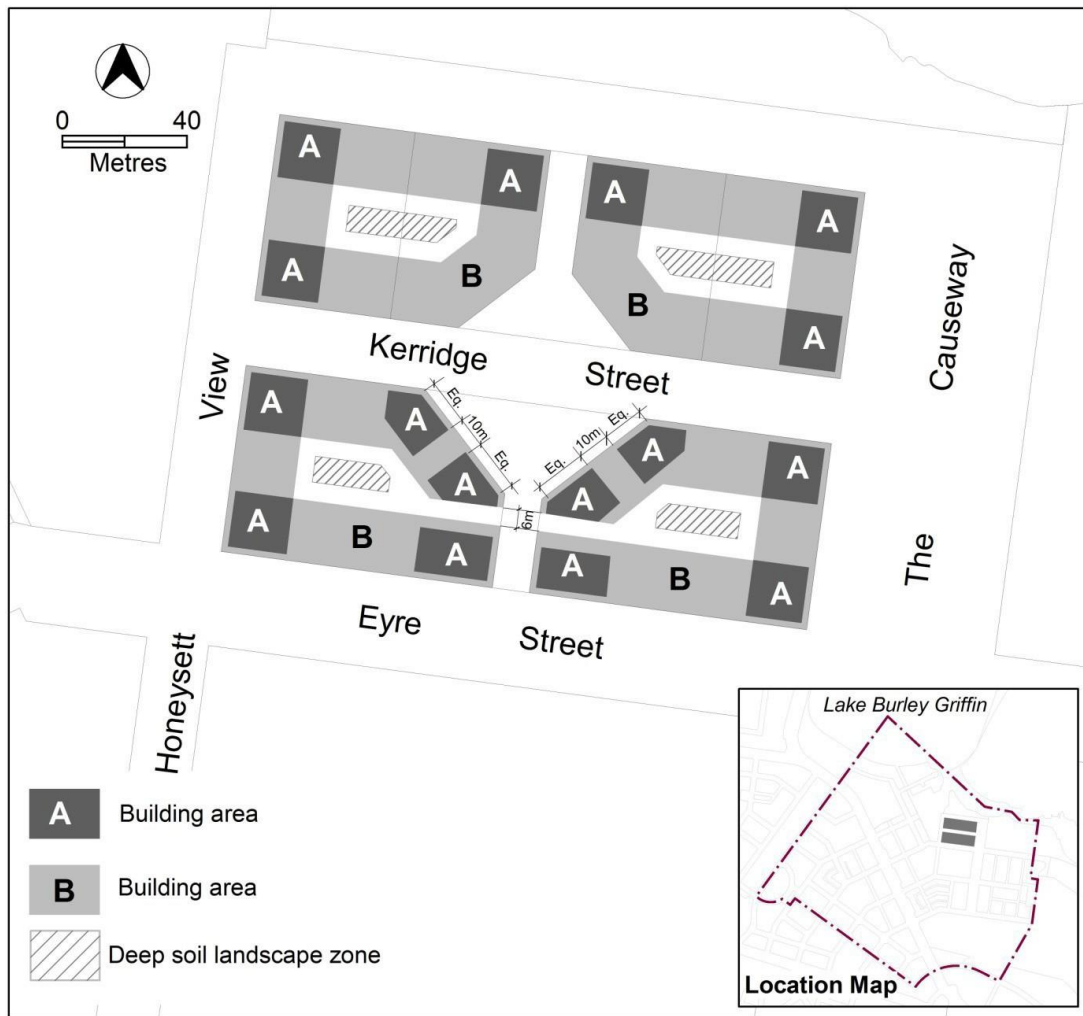 0 40
Metres
A
A
A
A
A
A
B
B
A
A
Kerridge Street
View
Causeway
Eq.
10m
Eq.
Eq.
10m
Eq.
A
A
A
A
A
A
6m
A
A
B
A
A
B
A
The
Eyre Street
Honeysett
A Building area
B Building area
Deep soil landscape zone
Lake Burley Griffin
Location Map